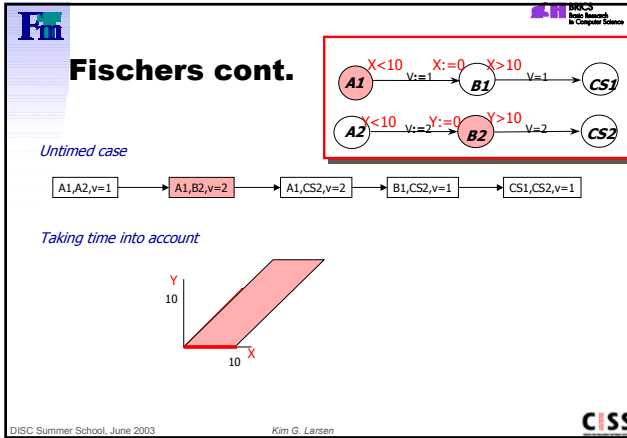 Fm
BRICS
Basic Research
in Computer Science
Fischers cont.
X<10 X:=0 X>10
A1 V:=1 B1 V=1 CS1
Y<10 Y:=0 Y>10
A2 V:=2 B2 V=2 CS2
Untimed case
A1,A2,v=1 A1,B2,v=2 A1,CS2,v=2 B1,CS2,v=1 CS1,CS2,v=1
Taking time into account
Y
10
10 X
DISC Summer School, June 2003 Kim G. Larsen CISS